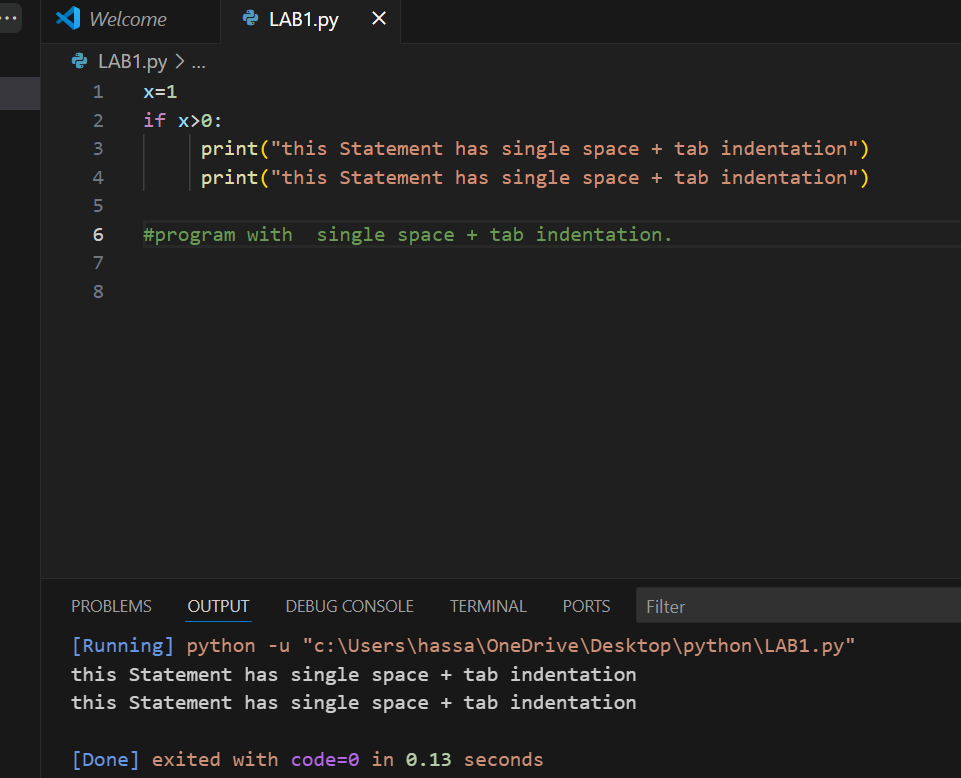 ... Welcome LAB1.py
LAB1.py > ...
1 x=1
2 if x>0:
3      print("this Statement has single space + tab indentation")
4      print("this Statement has single space + tab indentation")
5
6 #program with  single space + tab indentation.
7
8
PROBLEMS OUTPUT DEBUG CONSOLE TERMINAL PORTS Filter
[Running] python -u "c:\Users\hassa\OneDrive\Desktop\python\LAB1.py"
this Statement has single space + tab indentation
this Statement has single space + tab indentation
[Done] exited with code=0 in 0.13 seconds